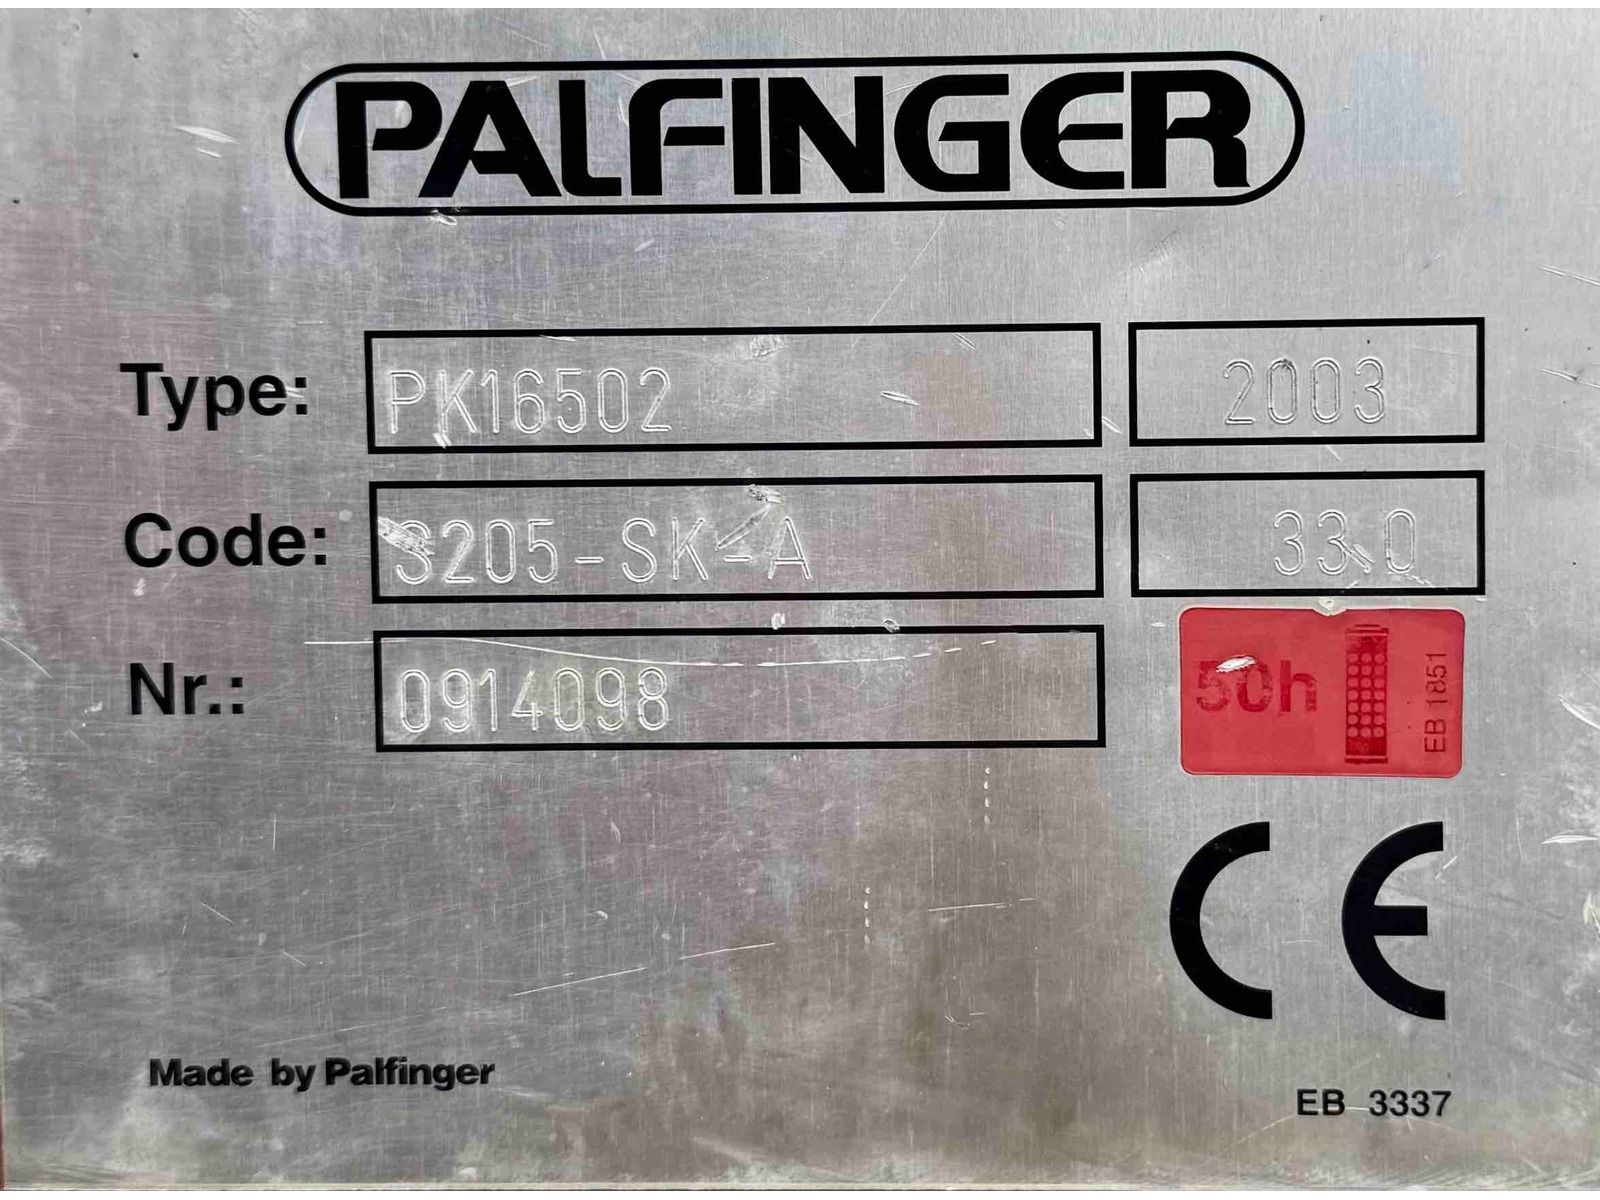 PALFINGER
Type: PK16502 2003
Code: S205-SK-A 33.0
Nr.: 0914098
50h EB 1851
CE
Made by Palfinger
EB 3337